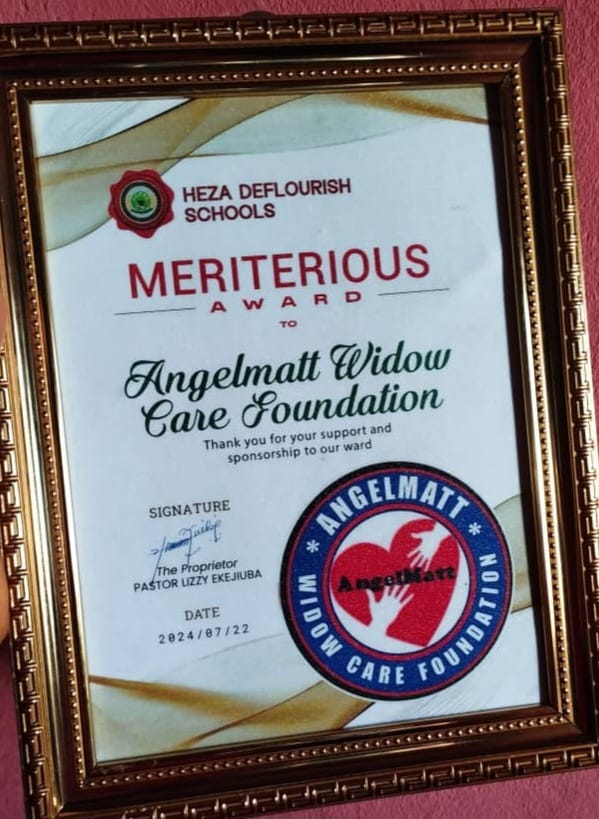 HEZA DEFLOURISH
SCHOOLS
MERITERIOUS
AWARD
TO
Angelmatt Widow
Care Foundation
Thank you for your support and
sponsorship to our ward
SIGNATURE
The Proprietor
PASTOR LIZZY EKEJIUBA
DATE
2024/07/22
* ANGELMATT *
WIDOW CARE FOUNDATION
AngelMatt